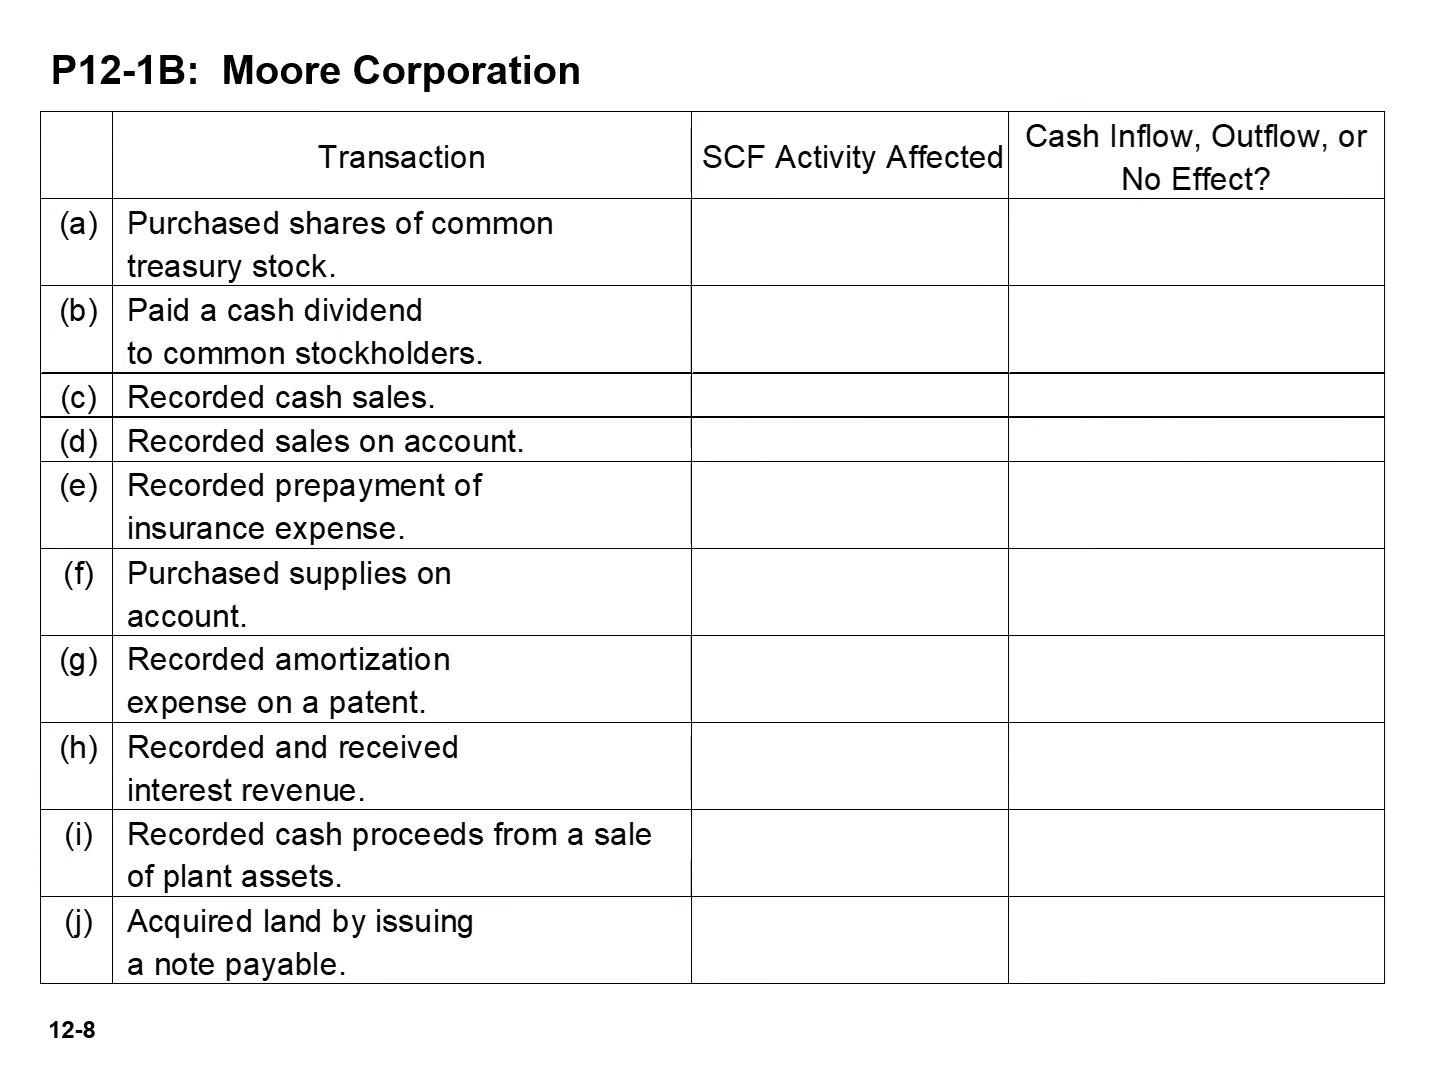 P12-1B: Moore Corporation
Transaction
SCF Activity Affected
Cash Inflow, Outflow, or
No Effect?
(a) Purchased shares of common
treasury stock.
(b) Paid a cash dividend
to common stockholders.
(c) Recorded cash sales.
(d) Recorded sales on account.
(e) Recorded prepayment of
insurance expense.
(f) Purchased supplies on
account.
(g) Recorded amortization
expense on a patent.
(h) Recorded and received
interest revenue.
(i) Recorded cash proceeds from a sale
of plant assets.
(j) Acquired land by issuing
a note payable.
12-8